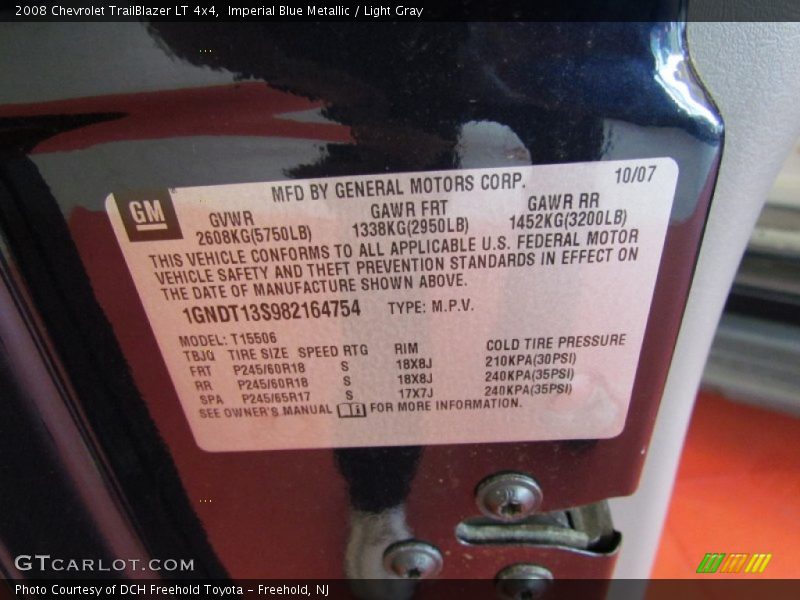 2008 Chevrolet TrailBlazer LT 4x4,  Imperial Blue Metallic / Light Gray
GM
MFD BY GENERAL MOTORS CORP.
10/07
GVWR GAWR FRT GAWR RR
2608KG(5750LB) 1338KG(2950LB) 1452KG(3200LB)
THIS VEHICLE CONFORMS TO ALL APPLICABLE U.S. FEDERAL MOTOR
VEHICLE SAFETY AND THEFT PREVENTION STANDARDS IN EFFECT ON
THE DATE OF MANUFACTURE SHOWN ABOVE.
1GNDT13S982164754 TYPE: M.P.V.
MODEL: T15506
TBJQ TIRE SIZE SPEED RTG RIM COLD TIRE PRESSURE
FRT P245/60R18 S 18X8J 210KPA(30PSI)
RR P245/60R18 S 18X8J 240KPA(35PSI)
SPA P245/65R17 S 17X7J 240KPA(35PSI)
SEE OWNER'S MANUAL FOR MORE INFORMATION.
GTCARLOT.COM
Photo Courtesy of DCH Freehold Toyota - Freehold, NJ